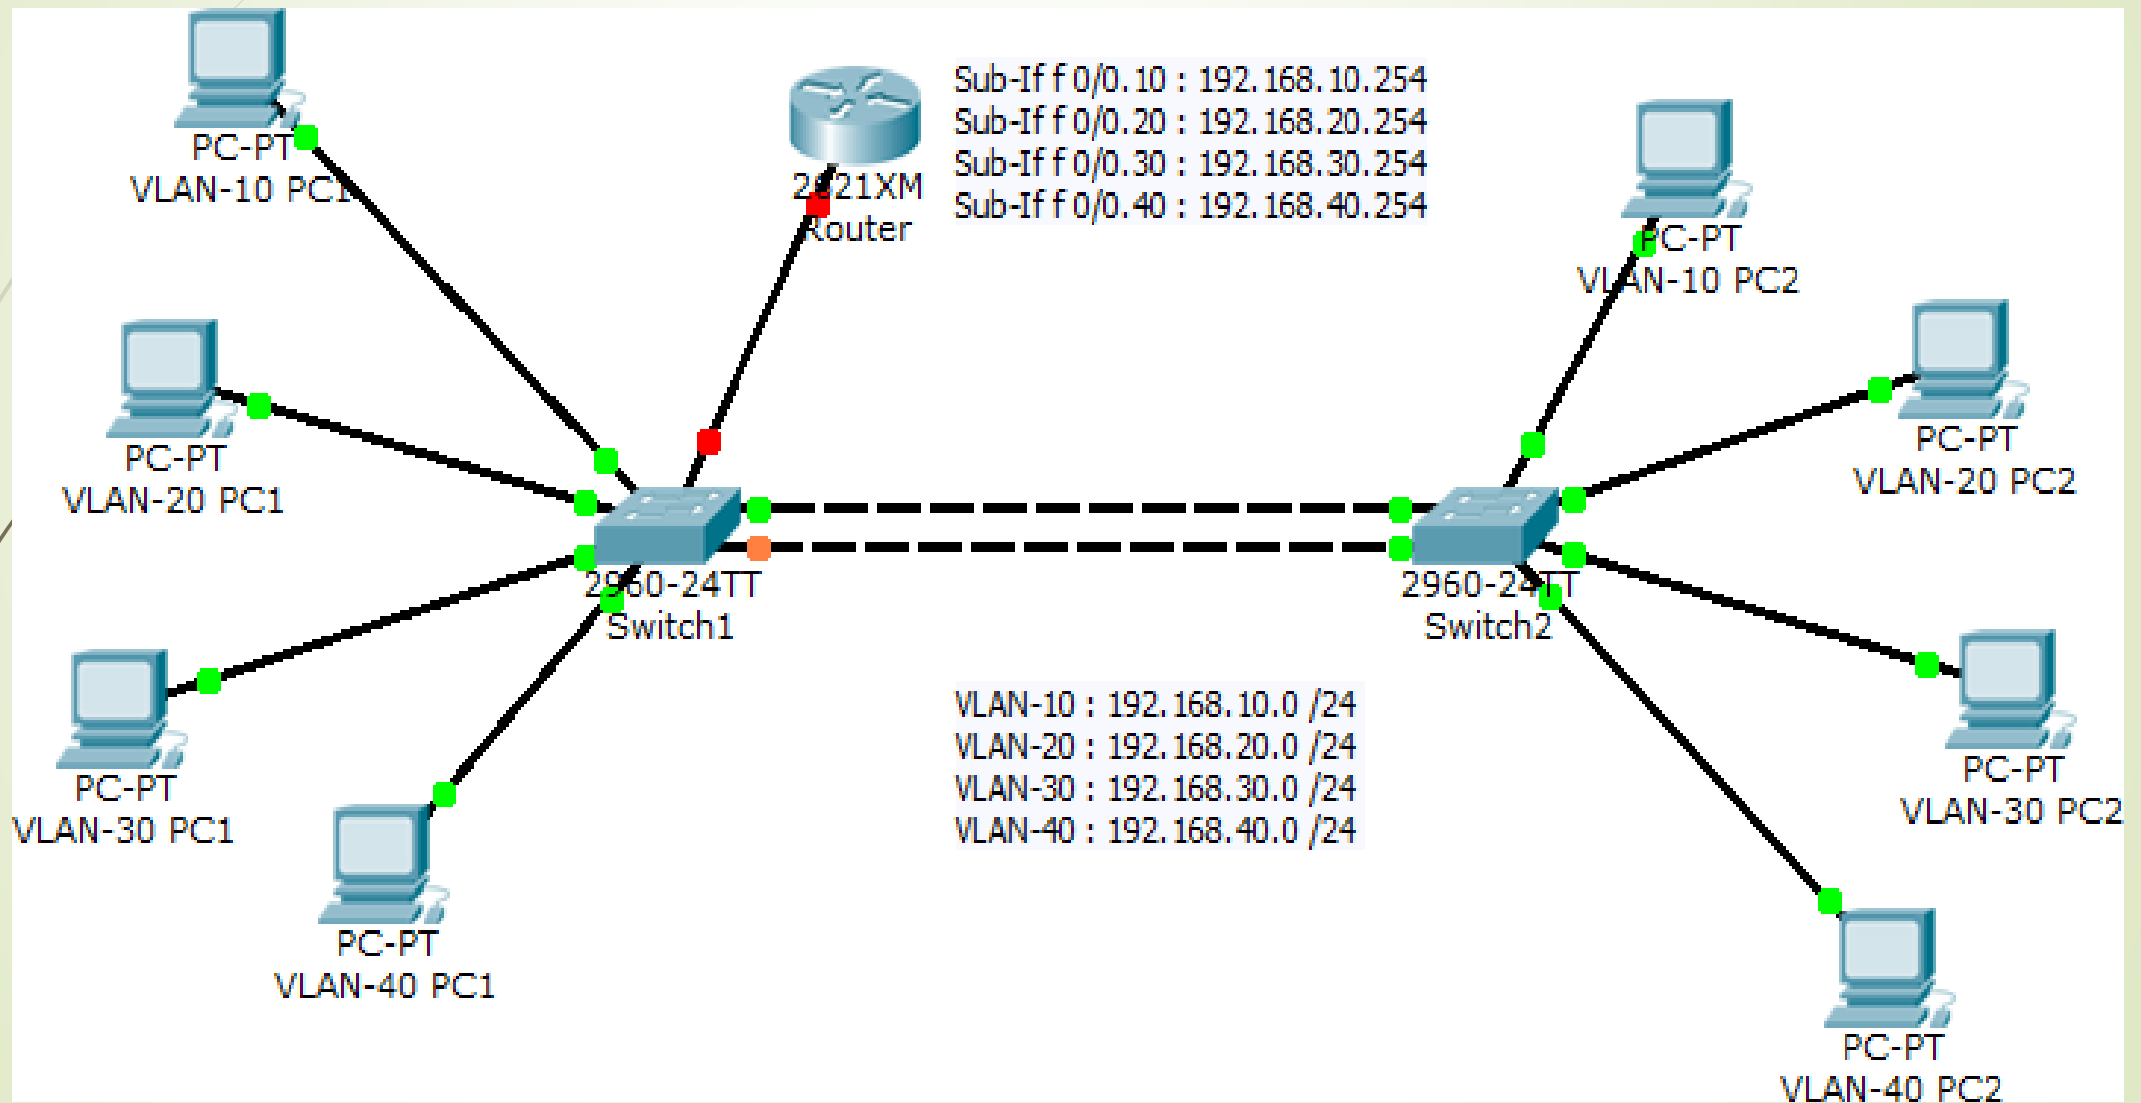 PC-PT
VLAN-10 PC1
2621XM
Router
Sub-If f 0/0.10 : 192.168.10.254
Sub-If f 0/0.20 : 192.168.20.254
Sub-If f 0/0.30 : 192.168.30.254
Sub-If f 0/0.40 : 192.168.40.254
PC-PT
VLAN-10 PC2
PC-PT
VLAN-20 PC1
PC-PT
VLAN-20 PC2
2960-24TT
Switch1
2960-24TT
Switch2
VLAN-10 : 192.168.10.0 /24
VLAN-20 : 192.168.20.0 /24
VLAN-30 : 192.168.30.0 /24
VLAN-40 : 192.168.40.0 /24
PC-PT
VLAN-30 PC1
PC-PT
VLAN-30 PC2
PC-PT
VLAN-40 PC1
PC-PT
VLAN-40 PC2